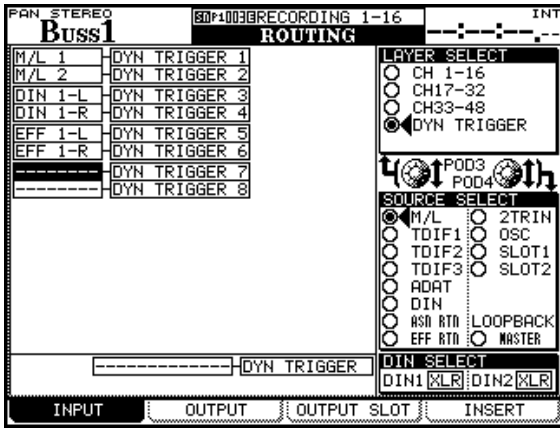 PAN STEREO
Buss1
RECORDING 1-16
ROUTING
INT
--:--:--.--
M/L 1 DYN TRIGGER 1
M/L 2 DYN TRIGGER 2
DIN 1-L DYN TRIGGER 3
DIN 1-R DYN TRIGGER 4
EFF 1-L DYN TRIGGER 5
EFF 1-R DYN TRIGGER 6
-------- DYN TRIGGER 7
-------- DYN TRIGGER 8
LAYER SELECT
CH 1-16
CH17-32
CH33-48
DYN TRIGGER
POD3
POD4
SOURCE SELECT
M/L 2TRIN
TDIF1 OSC
TDIF2 SLOT1
TDIF3 SLOT2
ADAT
DIN
ASN RTN LOOPBACK
EFF RTN MASTER
-------------- DYN TRIGGER
DIN SELECT
DIN1 XLR DIN2 XLR
INPUT OUTPUT OUTPUT SLOT INSERT